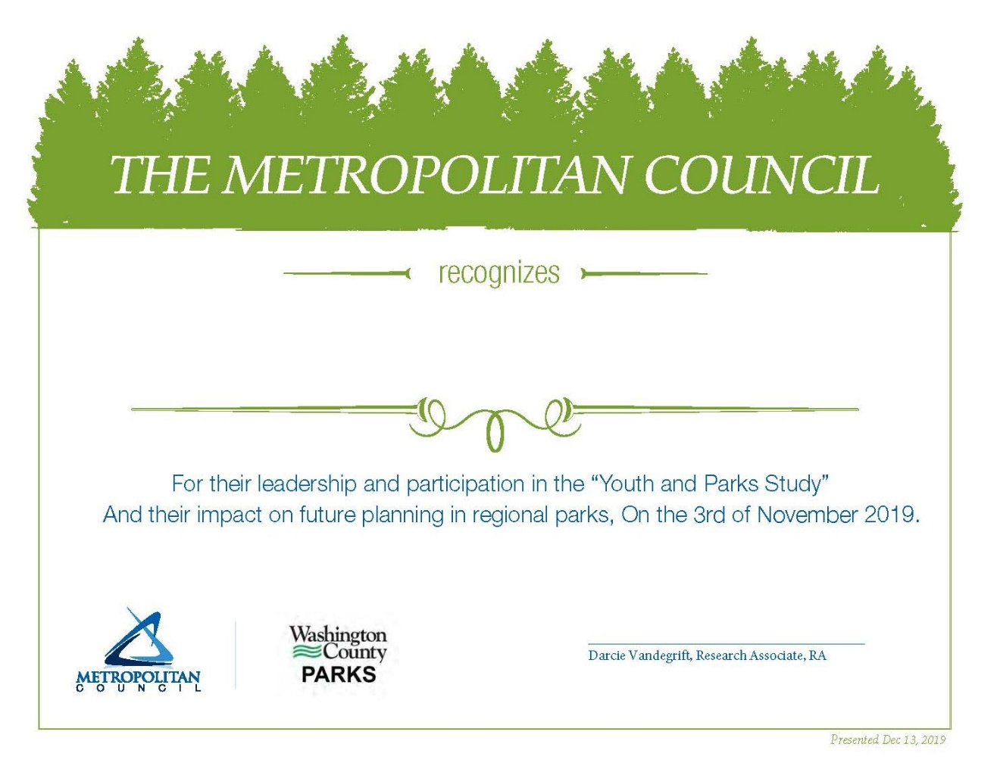 THE METROPOLITAN COUNCIL
recognizes
For their leadership and participation in the “Youth and Parks Study”
And their impact on future planning in regional parks, On the 3rd of November 2019.
METROPOLITAN
COUNCIL
Washington
County
PARKS
Darcie Vandegrift, Research Associate, RA
Presented Dec 13, 2019